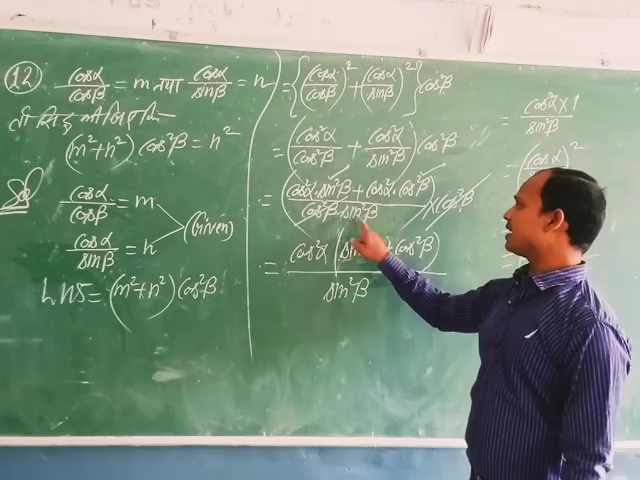 12 cosα/cosβ = m तथा cosα/sinβ = n
तो सिद्ध कीजिए कि—
(m²+n²) cos²β = n²
Sol
cosα/cosβ = m
cosα/sinβ = n } (Given)
LHS = (m²+n²) cos²β
= {(cosα/cosβ)² + (cosα/sinβ)²} cos²β
= (cos²α/cos²β + cos²α/sin²β) cos²β
= (cos²α·sin²β + cos²α·cos²β / cos²β·sin²β) × cos²β
= cos²α (sin²β + cos²β) / sin²β
= cos²α×1 / sin²β
= (cosα)²